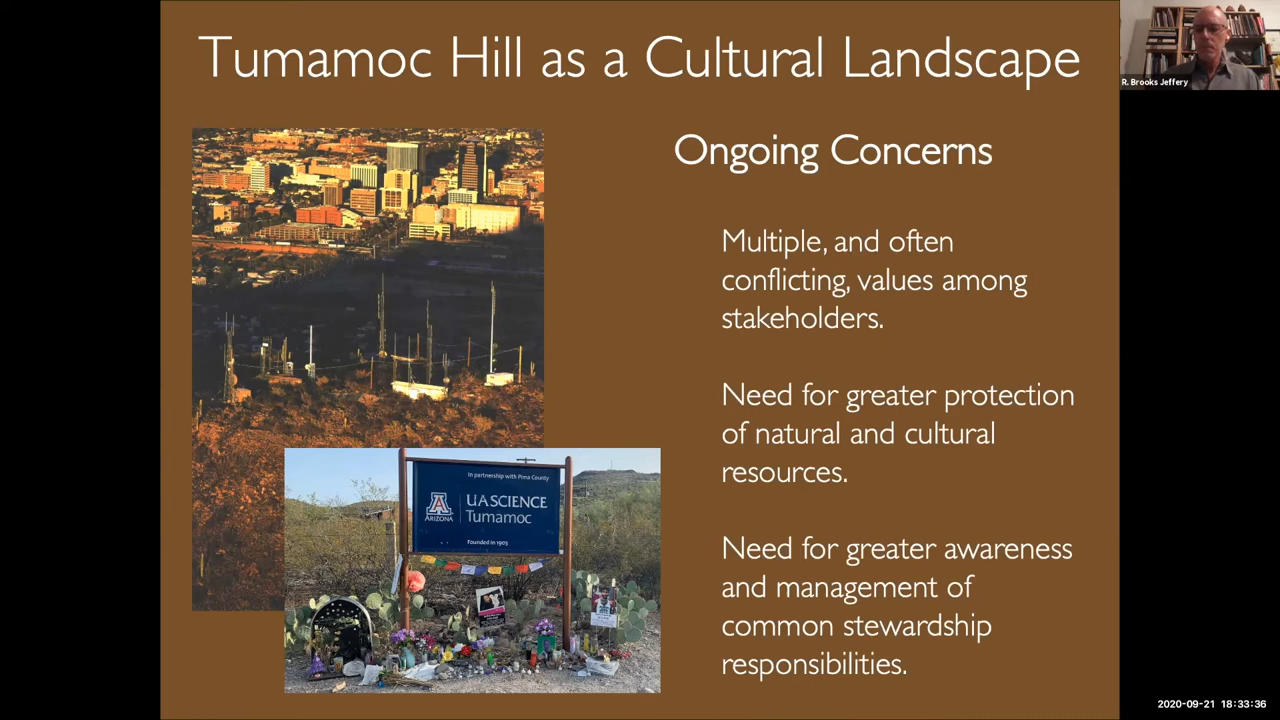 Tumamoc Hill as a Cultural Landscape
R. Brooks Jeffery
Ongoing Concerns
Multiple, and often
conflicting, values among
stakeholders.
Need for greater protection
of natural and cultural
resources.
Need for greater awareness
and management of
common stewardship
responsibilities.
In partnership with Pima County
A
ARIZONA
UA SCIENCE
Tumamoc
Founded in 1903
2020-09-21 18:33:36